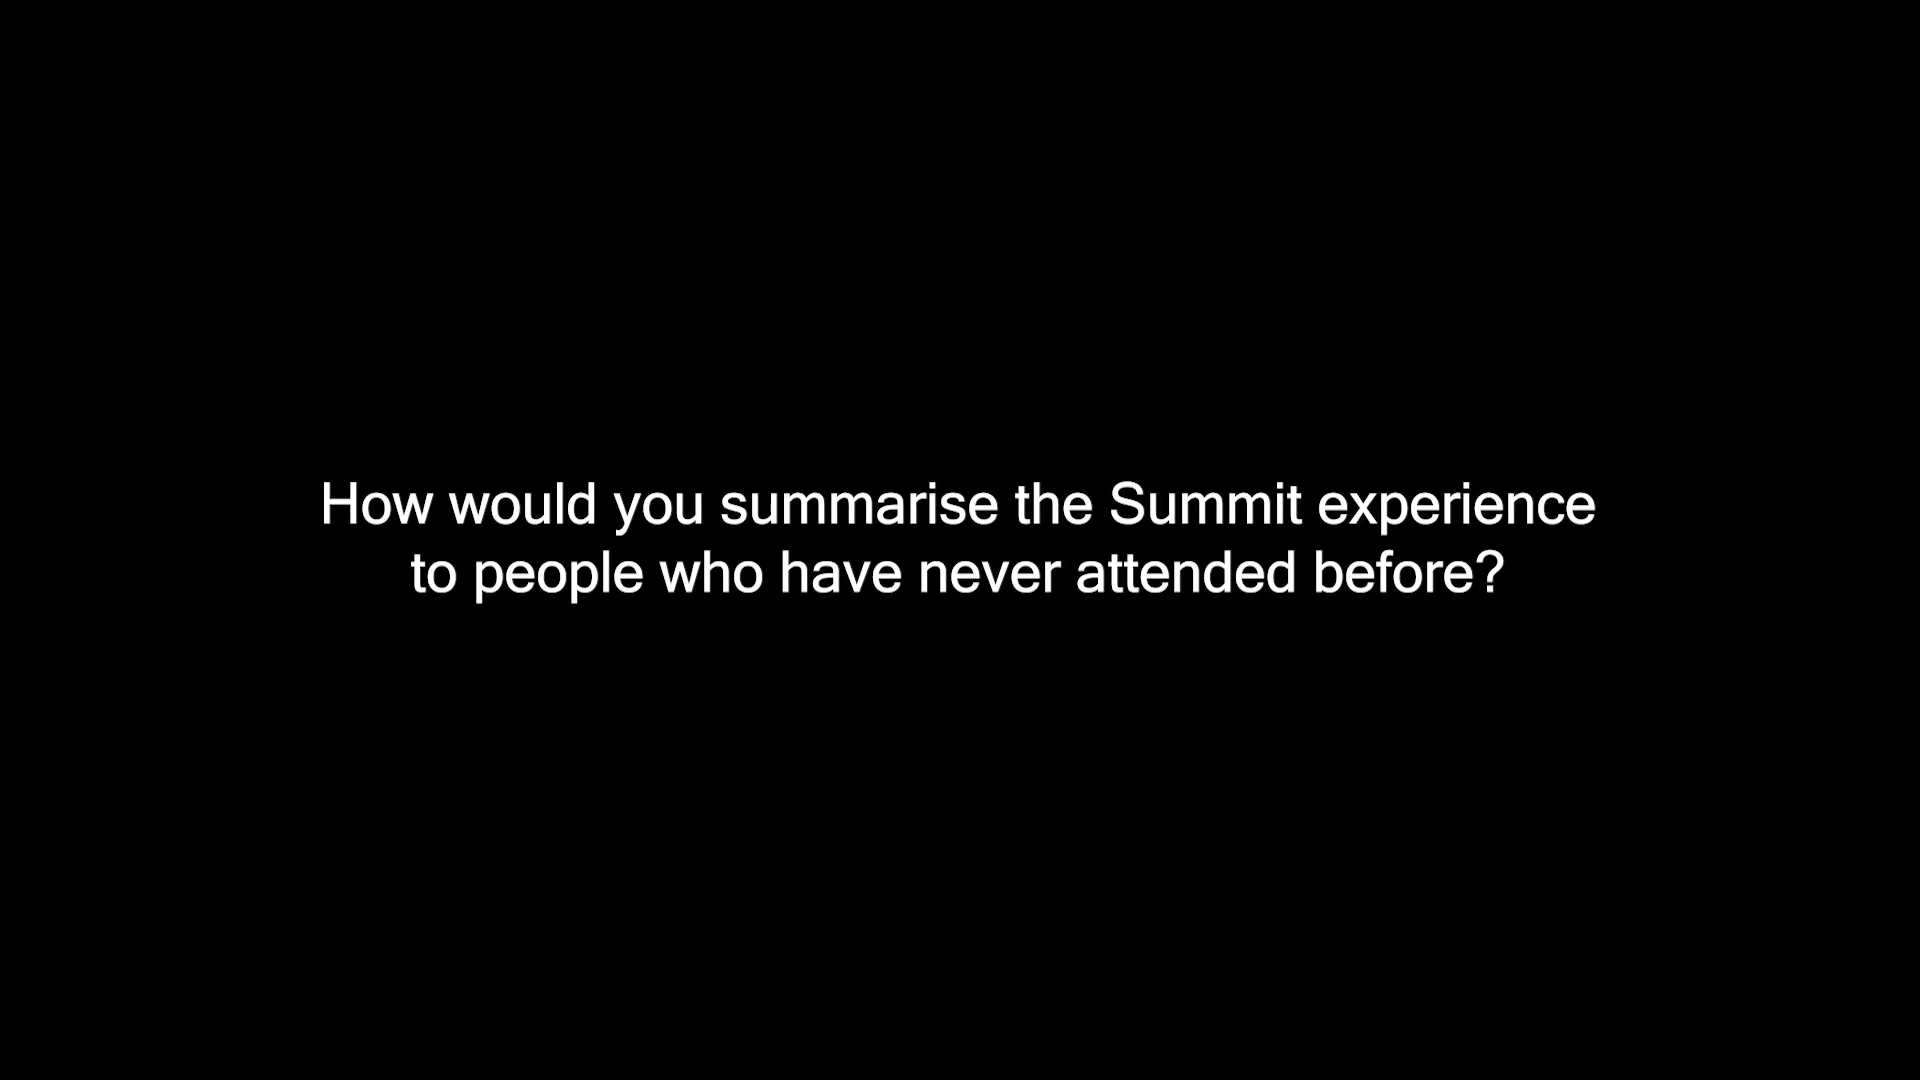 How would you summarise the Summit experience
to people who have never attended before?